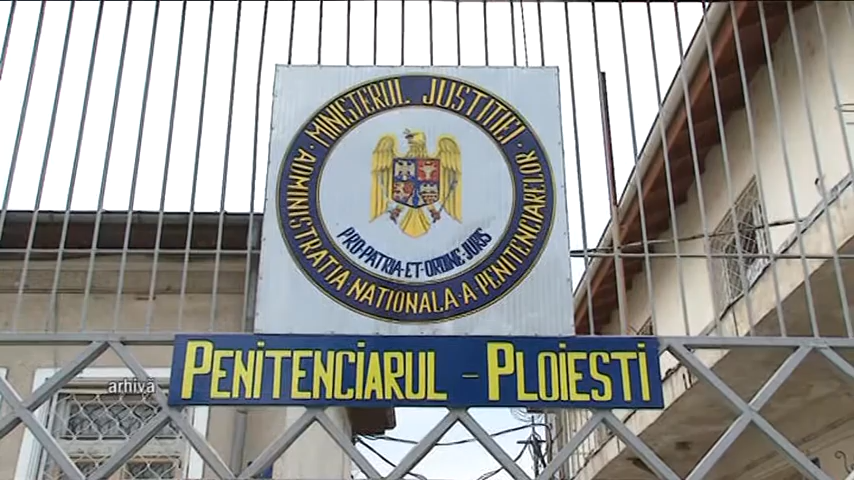 MINISTERUL JUSTITIEI
· ADMINISTRATIA NATIONALA A PENITENCIARELOR ·
PRO PATRIA ET ORDINE JURIS
PENITENCIARUL - PLOIESTI
arhiva